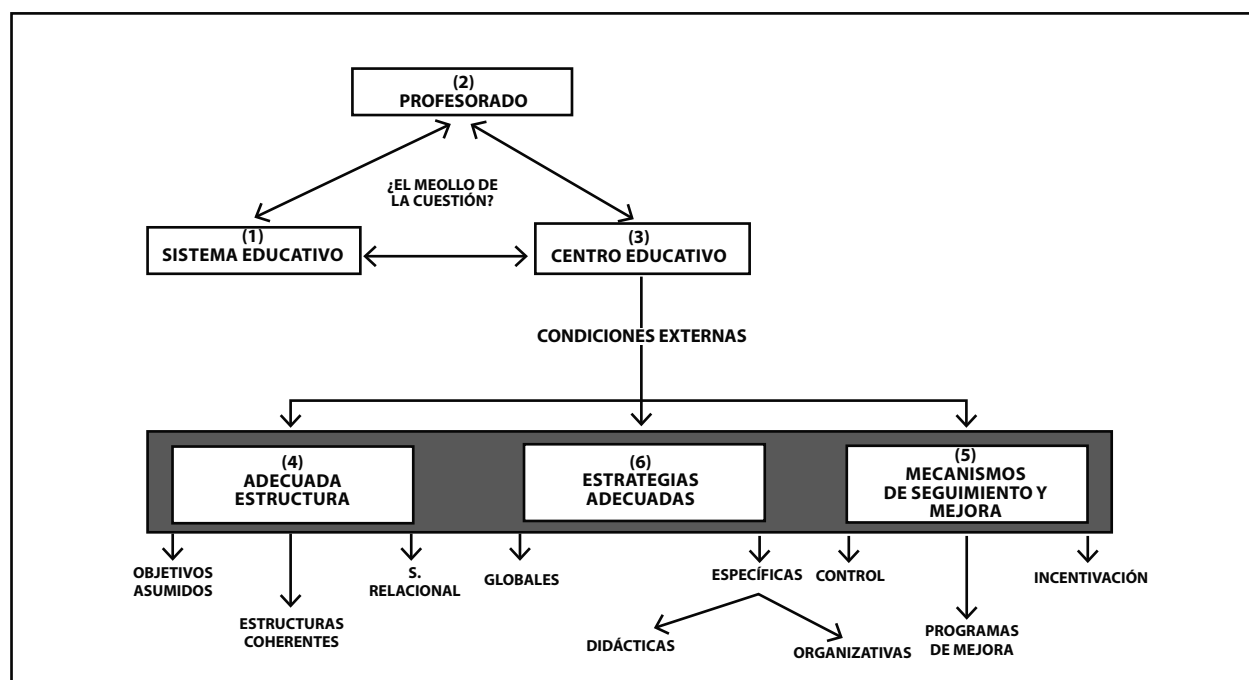 (2)
PROFESORADO
¿EL MEOLLO DE
LA CUESTIÓN?
(1)
SISTEMA EDUCATIVO
(3)
CENTRO EDUCATIVO
CONDICIONES EXTERNAS
(4)
ADECUADA
ESTRUCTURA
(6)
ESTRATEGIAS
ADECUADAS
(5)
MECANISMOS
DE SEGUIMIENTO Y
MEJORA
OBJETIVOS
ASUMIDOS
ESTRUCTURAS
COHERENTES
S.
RELACIONAL
GLOBALES
ESPECÍFICAS
DIDÁCTICAS
ORGANIZATIVAS
CONTROL
PROGRAMAS
DE MEJORA
INCENTIVACIÓN